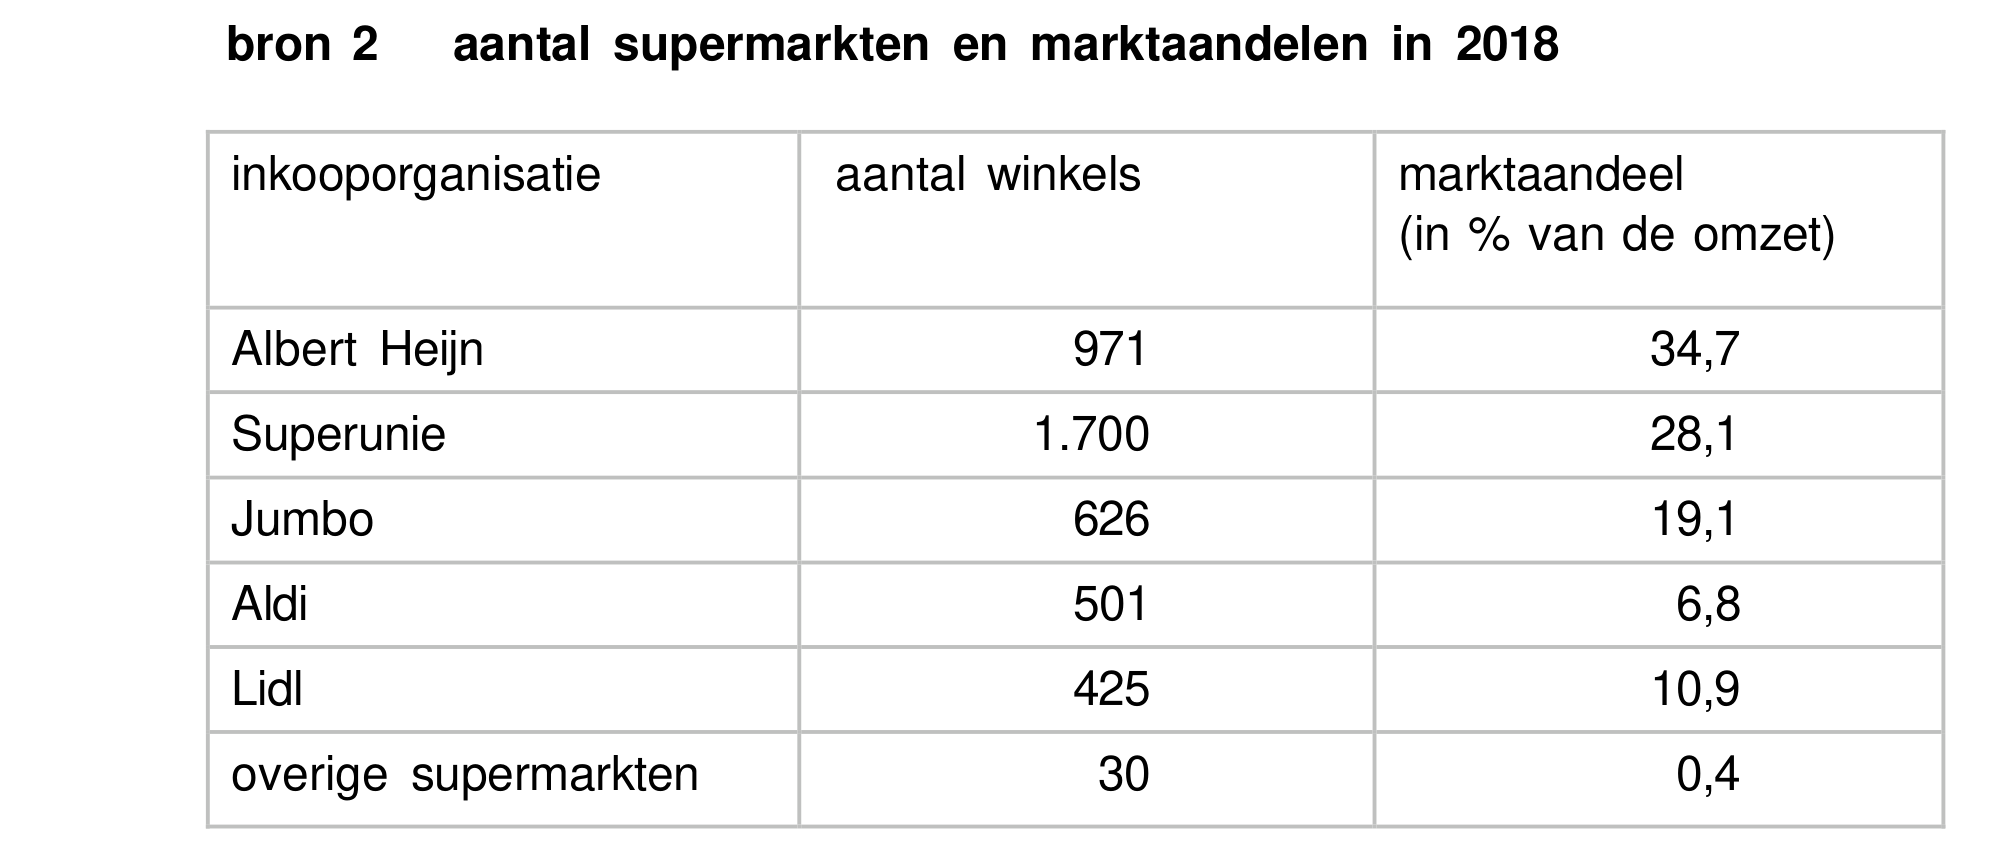 bron 2 aantal supermarkten en marktaandelen in 2018
inkooporganisatie aantal winkels marktaandeel
(in % van de omzet)
Albert Heijn 971 34,7
Superunie 1.700 28,1
Jumbo 626 19,1
Aldi 501 6,8
Lidl 425 10,9
overige supermarkten 30 0,4